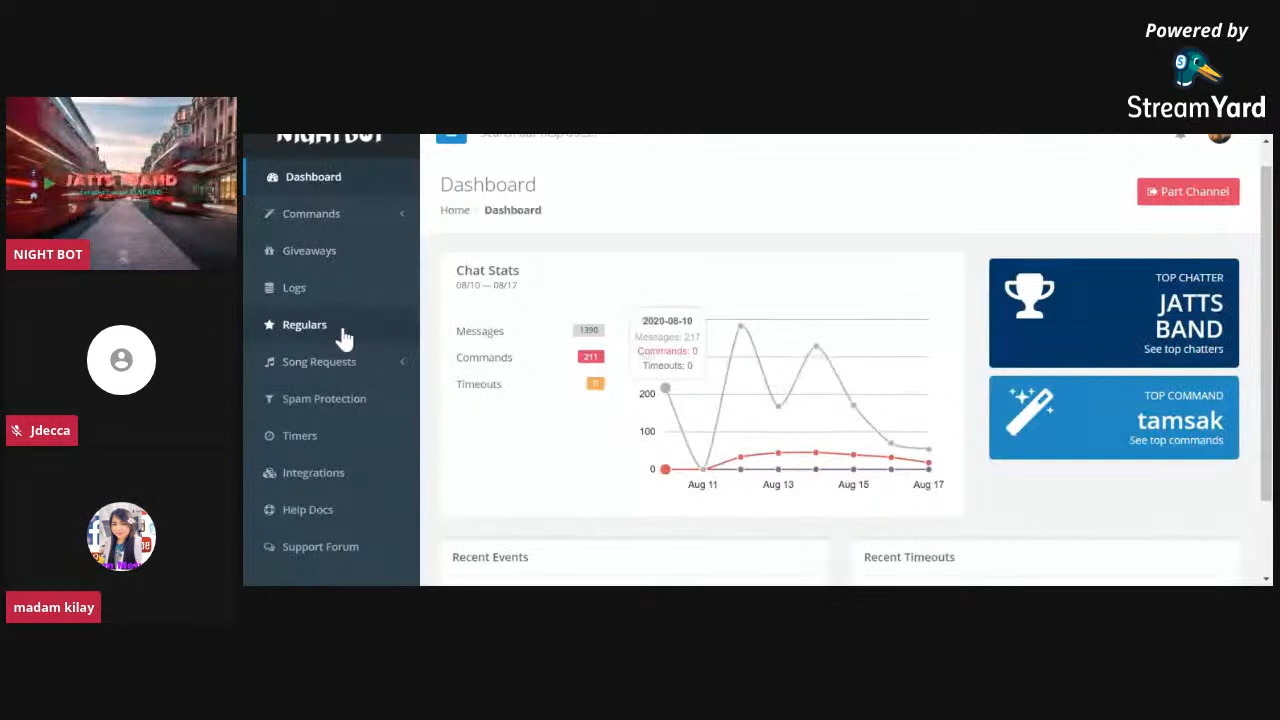 Powered by
StreamYard
JATTS BAND
NIGHT BOT
Jdecca
madam kilay
NIGHTBOT
Dashboard
Commands
Giveaways
Logs
Regulars
Song Requests
Spam Protection
Timers
Integrations
Help Docs
Support Forum
Dashboard
Home Dashboard
Part Channel
Chat Stats
08/10 — 08/17
Messages 1390
Commands 211
Timeouts 0
2020-08-10
Messages: 217
Commands: 0
Timeouts: 0
200
100
0
Aug 11 Aug 13 Aug 15 Aug 17
TOP CHATTER
JATTS
BAND
See top chatters
TOP COMMAND
tamsak
See top commands
Recent Events
Recent Timeouts